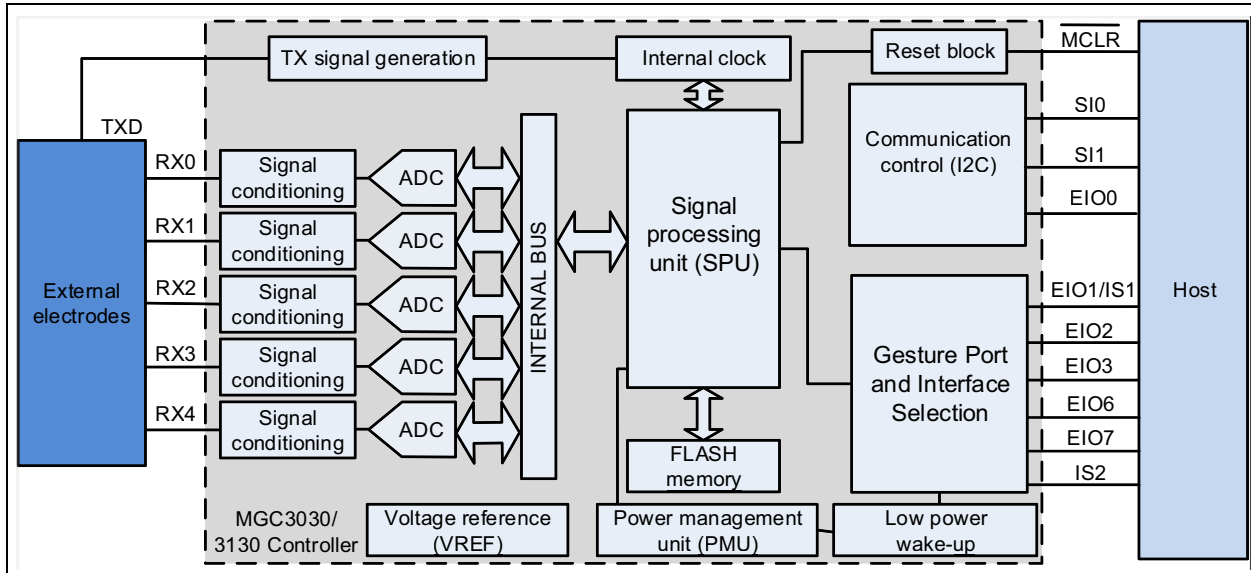 TX signal generation
Internal clock
Reset block
MCLR
TXD
External
electrodes
RX0
RX1
RX2
RX3
RX4
Signal
conditioning
ADC
Signal
conditioning
ADC
Signal
conditioning
ADC
Signal
conditioning
ADC
Signal
conditioning
ADC
INTERNAL BUS
Signal
processing
unit (SPU)
Communication
control (I2C)
SI0
SI1
EIO0
Gesture Port
and Interface
Selection
EIO1/IS1
EIO2
EIO3
EIO6
EIO7
IS2
Host
FLASH
memory
MGC3030/
3130 Controller
Voltage reference
(VREF)
Power management
unit (PMU)
Low power
wake-up